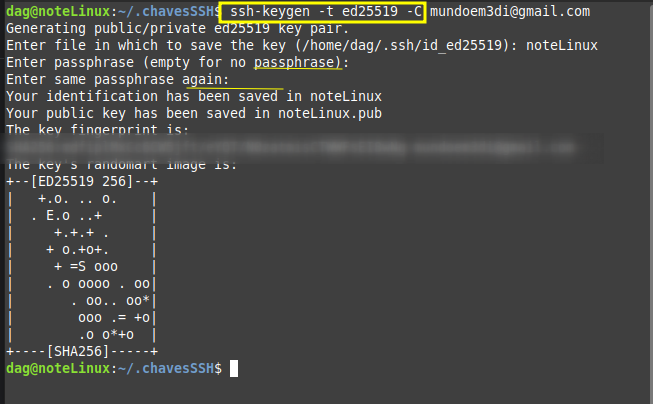 dag@noteLinux:~/.chavesSSH$ ssh-keygen -t ed25519 -C mundoem3di@gmail.com
Generating public/private ed25519 key pair.
Enter file in which to save the key (/home/dag/.ssh/id_ed25519): noteLinux
Enter passphrase (empty for no passphrase):
Enter same passphrase again:
Your identification has been saved in noteLinux
Your public key has been saved in noteLinux.pub
The key fingerprint is:
The key's randomart image is:
+--[ED25519 256]--+
|   +.o. .. o.    |
|  . E.o ..+      |
|     +.+.+ .     |
|    + o.+o+.     |
|     + =S ooo    |
|    . o oooo . oo|
|       . oo.. oo*|
|        ooo .= +o|
|        .o o*+o  |
+----[SHA256]-----+
dag@noteLinux:~/.chavesSSH$